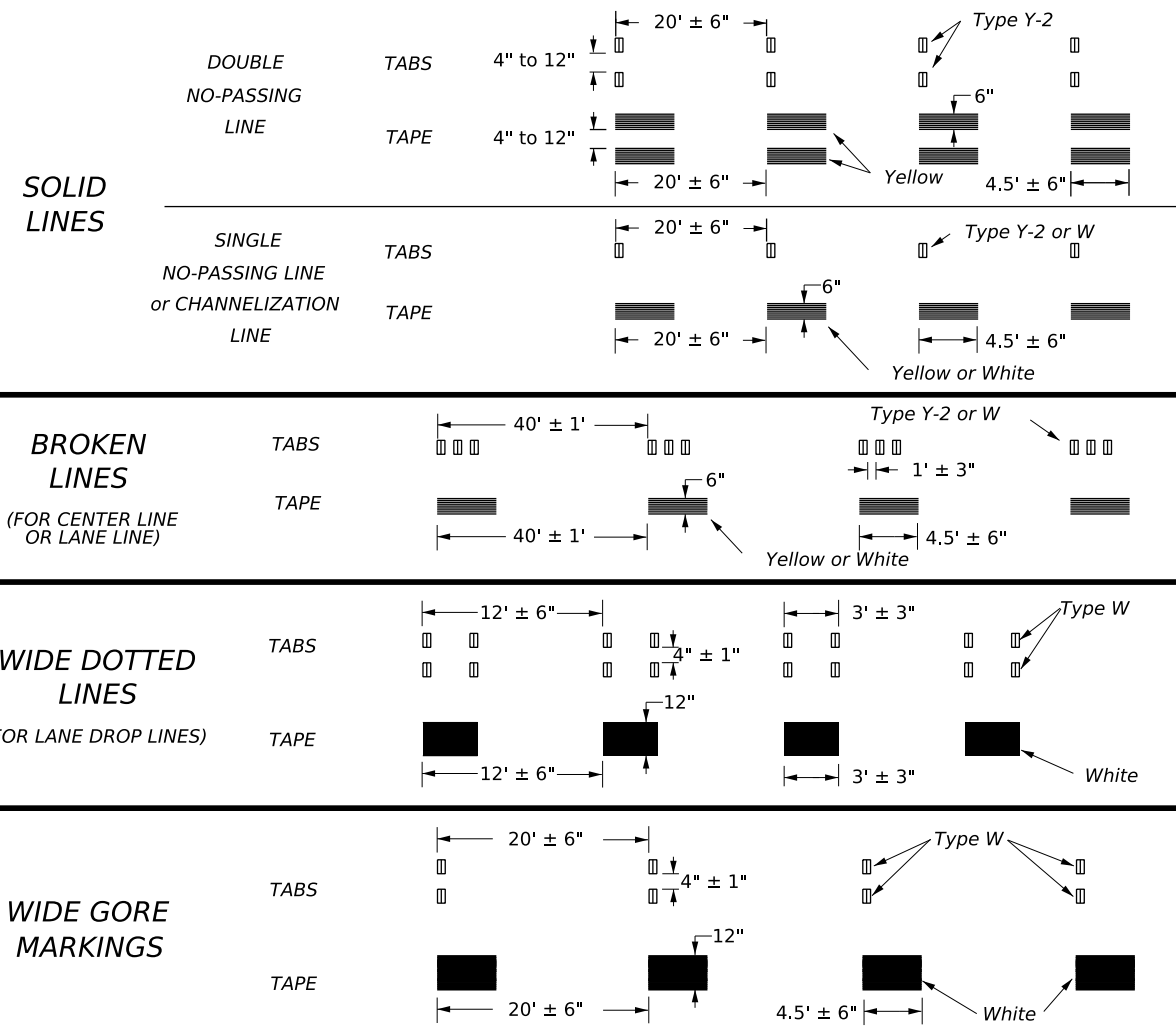 20' ± 6"
Type Y-2
DOUBLE
NO-PASSING
LINE
TABS
4" to 12"
6"
TAPE
4" to 12"
Yellow
20' ± 6"
4.5' ± 6"
SOLID
LINES
SINGLE
NO-PASSING LINE
or CHANNELIZATION
LINE
20' ± 6"
Type Y-2 or W
TABS
6"
TAPE
20' ± 6"
4.5' ± 6"
Yellow or White
BROKEN
LINES
(FOR CENTER LINE
OR LANE LINE)
40' ± 1'
Type Y-2 or W
TABS
1' ± 3"
6"
TAPE
40' ± 1'
4.5' ± 6"
Yellow or White
WIDE DOTTED
LINES
OR LANE DROP LINES)
12' ± 6"
3' ± 3"
Type W
TABS
4" ± 1"
12"
TAPE
12' ± 6"
3' ± 3"
White
WIDE GORE
MARKINGS
20' ± 6"
Type W
TABS
4" ± 1"
12"
TAPE
20' ± 6"
4.5' ± 6"
White